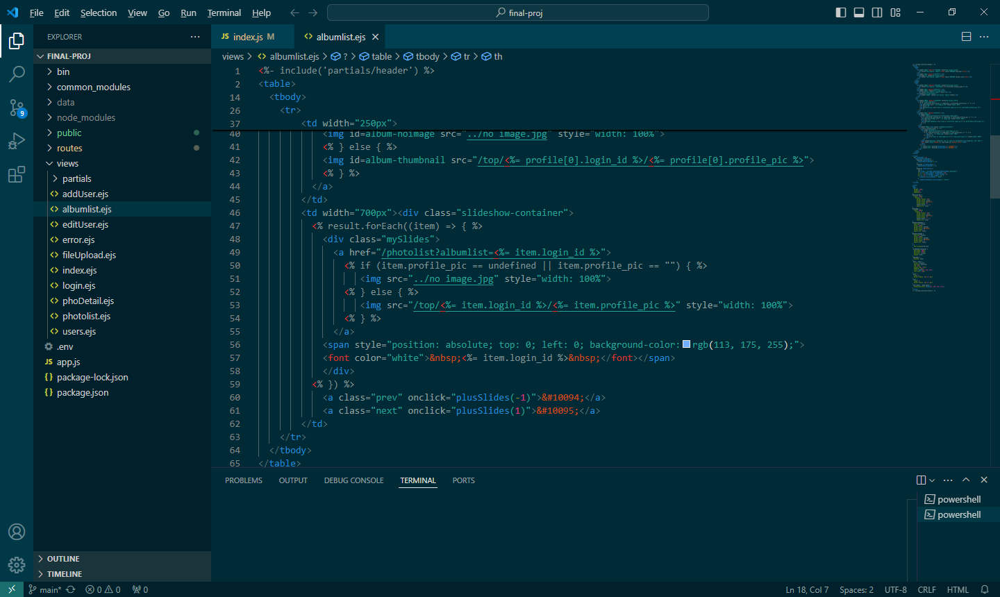 File Edit Selection View Go Run Terminal Help
final-proj
EXPLORER
FINAL-PROJ
bin
common_modules
data
node_modules
public
routes
views
partials
addUser.ejs
albumlist.ejs
editUser.ejs
error.ejs
fileUpload.ejs
index.ejs
login.ejs
phoDetail.ejs
photolist.ejs
users.ejs
.env
JS app.js
{} package-lock.json
{} package.json
OUTLINE
TIMELINE
9
JS index.js M
albumlist.ejs
views > albumlist.ejs > ? > table > tbody > tr > th
1 <%- include('partials/header') %>
2 <table>
14 <tbody>
26 <tr>
37 <td width="250px">
40 <img id=album-noimage src="../no image.jpg" style="width: 100%">
41 <% } else { %>
42 <img id=album-thumbnail src="/top/<%= profile[0].login_id %>/<%= profile[0].profile_pic %>">
43 <% } %>
44 </a>
45 </td>
46 <td width="700px"><div class="slideshow-container">
47 <% result.forEach((item) => { %>
48 <div class="mySlides">
49 <a href="/photolist?albumlist=<%= item.login_id %>">
50 <% if (item.profile_pic == undefined || item.profile_pic == "") { %>
51 <img src="../no image.jpg" style="width: 100%">
52 <% } else { %>
53 <img src="/top/<%= item.login_id %>/<%= item.profile_pic %>" style="width: 100%">
54 <% } %>
55 </a>
56 <span style="position: absolute; top: 0; left: 0; background-color: rgb(113, 175, 255);">
57 <font color="white">&nbsp;<%= item.login_id %>&nbsp;</font></span>
58 </div>
59 <% }) %>
60 <a class="prev" onclick="plusSlides(-1)">&#10094;</a>
61 <a class="next" onclick="plusSlides(1)">&#10095;</a>
62 </td>
63 </tr>
64 </tbody>
65 </table>
PROBLEMS OUTPUT DEBUG CONSOLE TERMINAL PORTS
powershell
powershell
main* 0 0 0
Ln 18, Col 7 Spaces: 2 UTF-8 CRLF HTML